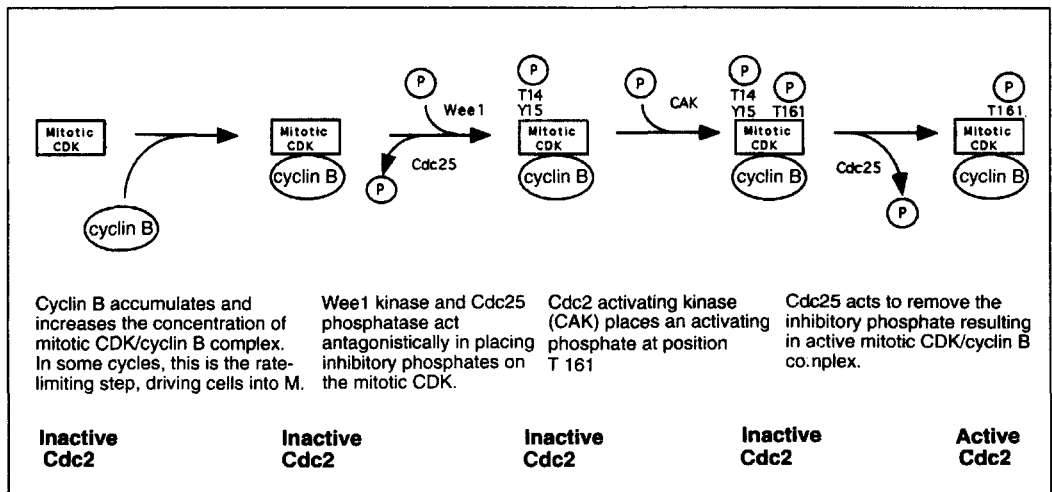 P
P
P
P
P
T14
Wee1
T14
CAK
T161
Y15
Y15
T161
Mitotic
CDK
Mitotic
CDK
Mitotic
CDK
Mitotic
CDK
Mitotic
CDK
Cdc25
Cdc25
cyclin B
cyclin B
cyclin B
cyclin B
P
P
cyclin B
Cyclin B accumulates and
increases the concentration of
mitotic CDK/cyclin B complex.
In some cycles, this is the rate-
limiting step, driving cells into M.
Wee1 kinase and Cdc25
phosphatase act
antagonistically in placing
inhibitory phosphates on
the mitotic CDK.
Cdc2 activating kinase
(CAK) places an activating
phosphate at position
T 161
Cdc25 acts to remove the
inhibitory phosphate resulting
in active mitotic CDK/cyclin B
co.nplex.
Inactive
Cdc2
Inactive
Cdc2
Inactive
Cdc2
Inactive
Cdc2
Active
Cdc2